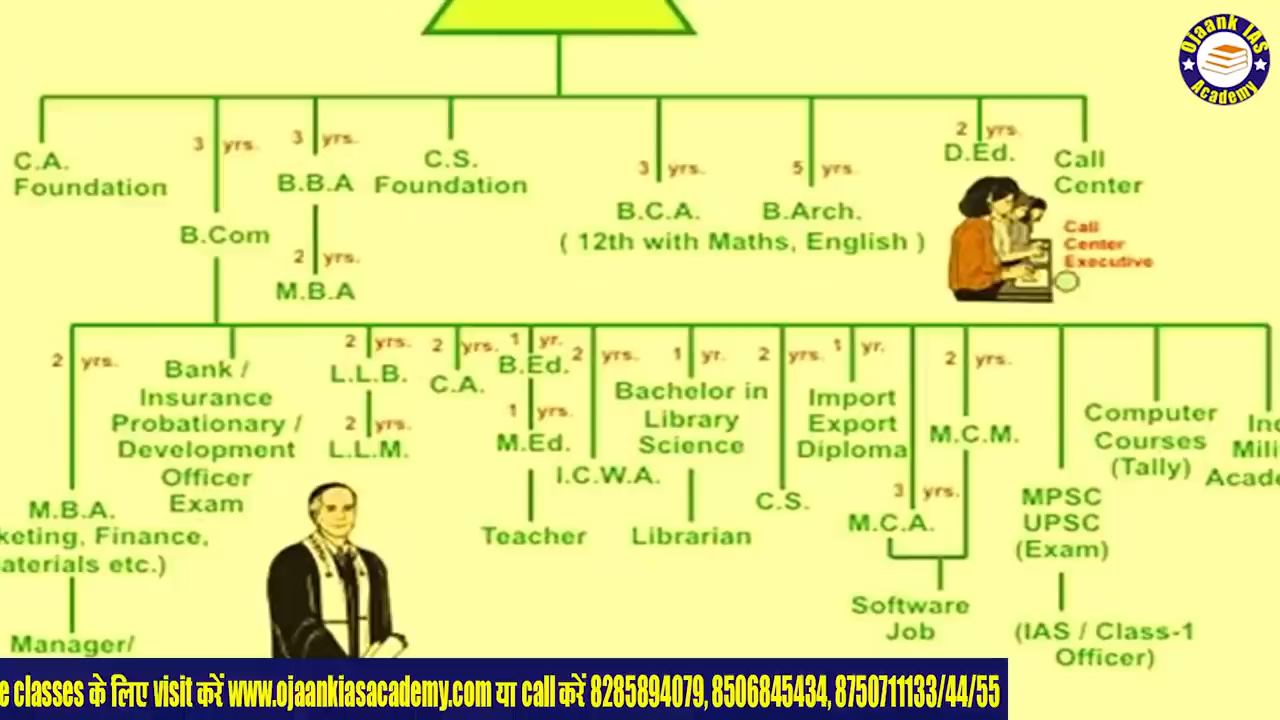 Ojaank IAS
Academy
C.A.
Foundation
3 yrs.
B.Com
3 yrs.
B.B.A
2 yrs.
M.B.A
C.S.
Foundation
3 yrs.
B.C.A.
5 yrs.
B.Arch.
( 12th with Maths, English )
2 yrs.
D.Ed.
Call
Center
Call
Center
Executive
2 yrs.
M.B.A.
keting, Finance,
aterials etc.)
Manager/
Bank /
Insurance
Probationary /
Development
Officer
Exam
2 yrs.
L.L.B.
2 yrs.
L.L.M.
2 yrs.
C.A.
1 yr.
B.Ed.
1 yrs.
M.Ed.
Teacher
2 yrs.
I.C.W.A.
1 yr.
Bachelor in
Library
Science
Librarian
2 yrs.
C.S.
1 yr.
Import
Export
Diploma
3 yrs.
M.C.A.
2 yrs.
M.C.M.
Software
Job
MPSC
UPSC
(Exam)
(IAS / Class-1
Officer)
Computer
Courses
(Tally)
In
Mili
Acade
e classes के लिए visit करें www.ojaankiasacademy.com या call करें 8285894079, 8506845434, 8750711133/44/55